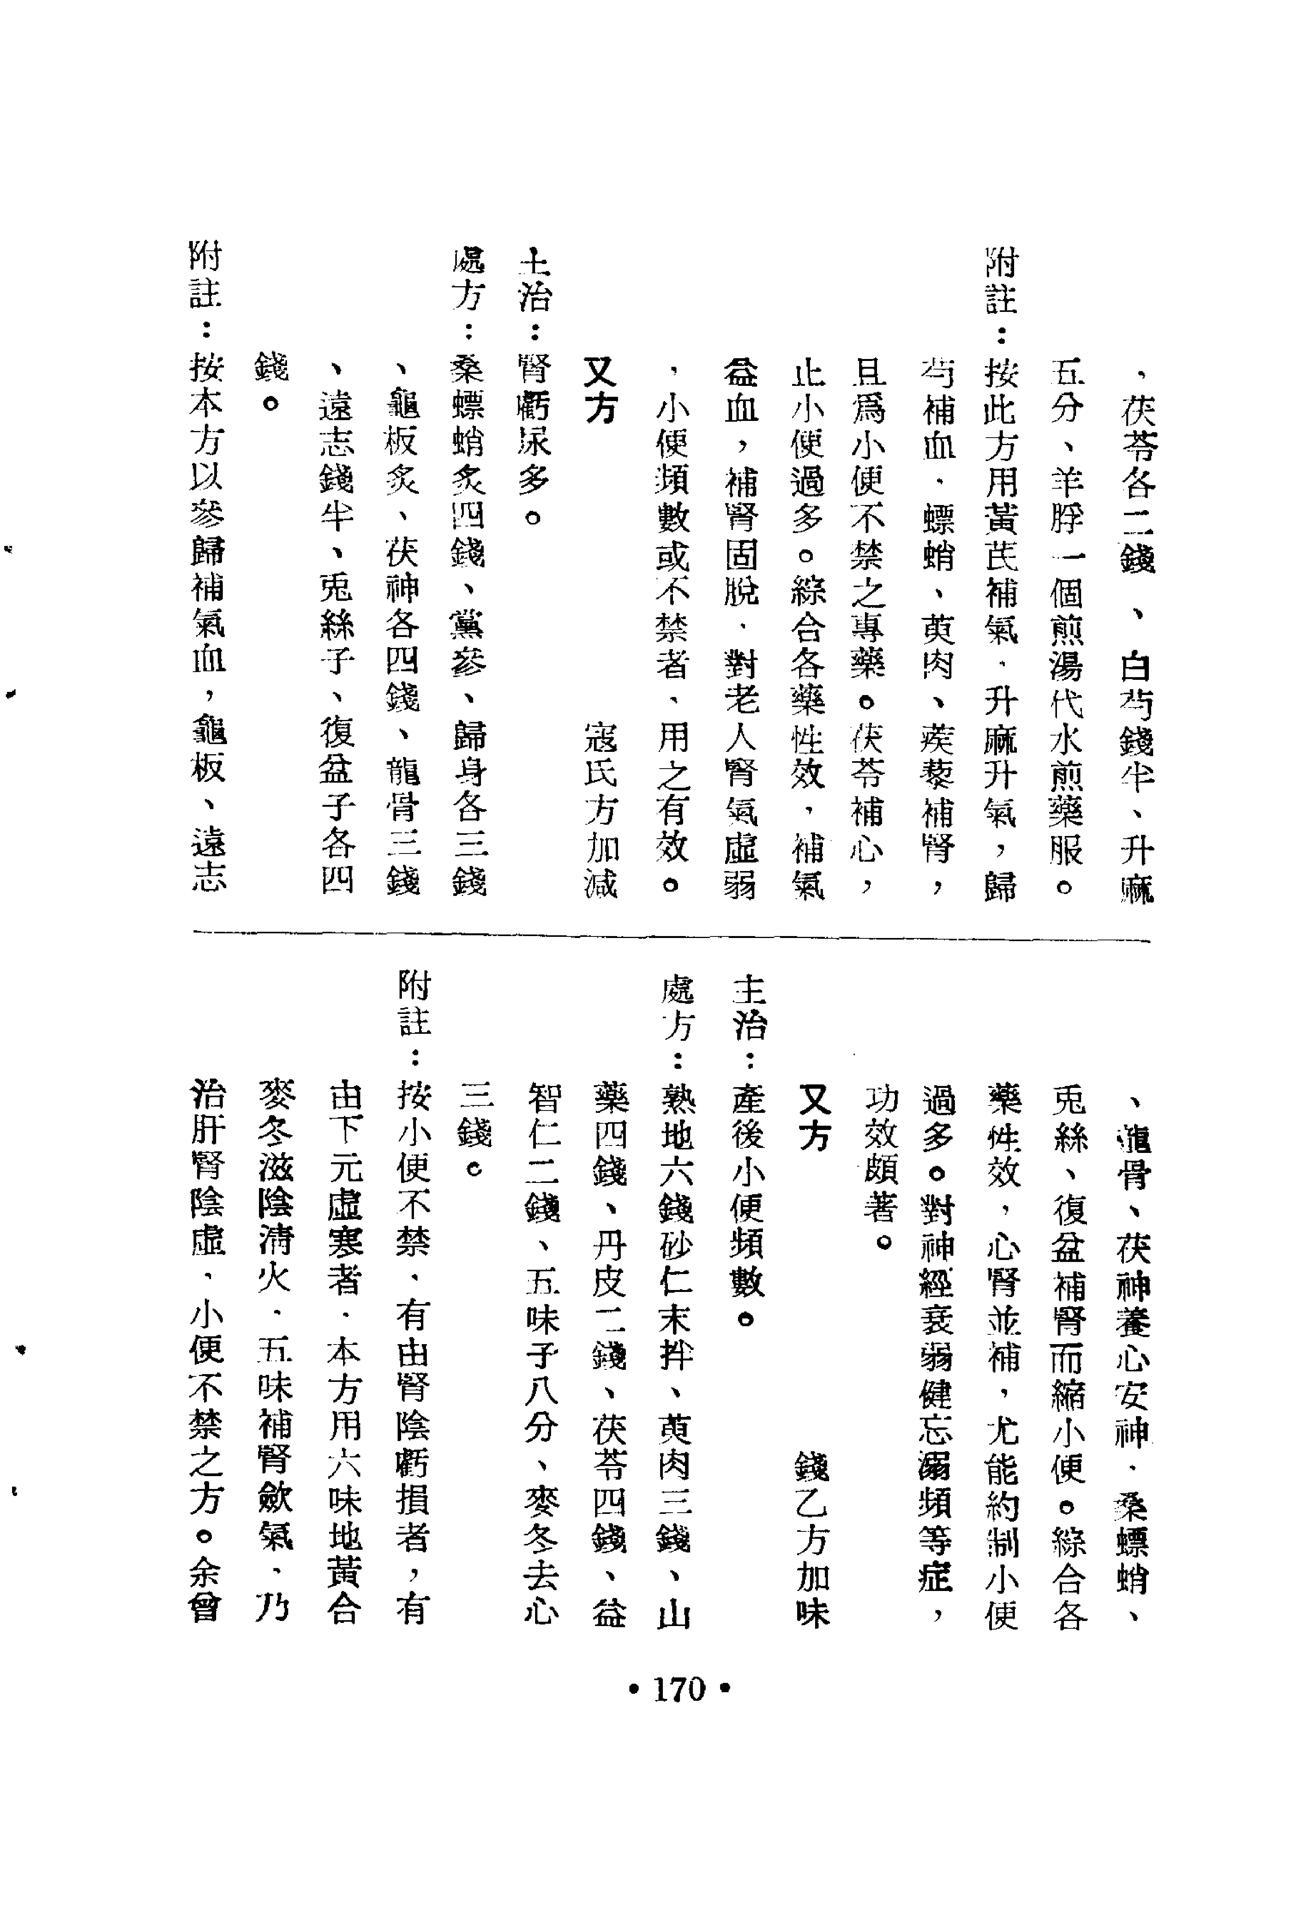 ，茯苓各二錢、白芍錢半、升麻
五分、羊脬一個煎湯代水煎藥服。
附註：按此方用黃芪補氣，升麻升氣，歸
芍補血，螵蛸、萸肉、蒺藜補腎，
且爲小便不禁之專藥。茯苓補心，
止小便過多。綜合各藥性效，補氣
益血，補腎固脫，對老人腎氣虛弱
，小便頻數或不禁者，用之有效。
又方　寇氏方加減
主治：腎虧尿多。
處方：桑螵蛸炙四錢、黨參、歸身各三錢
、龜板炙、茯神各四錢、龍骨三錢
、遠志錢半、兎絲子、復盆子各四
錢。
附註：按本方以參歸補氣血，龜板、遠志
、龍骨、茯神養心安神，桑螵蛸、
兎絲、復盆補腎而縮小便。綜合各
藥性效，心腎並補，尤能約制小便
過多。對神經衰弱健忘溺頻等症，
功效頗著。
又方　錢乙方加味
主治：產後小便頻數。
處方：熟地六錢砂仁末拌、萸肉三錢、山
藥四錢、丹皮二錢、茯苓四錢、益
智仁二錢、五味子八分、麥冬去心
三錢。
附註：按小便不禁，有由腎陰虧損者，有
由下元虛寒者，本方用六味地黃合
麥冬滋陰清火，五味補腎歛氣，乃
治肝腎陰虛，小便不禁之方。余曾
• 170 •